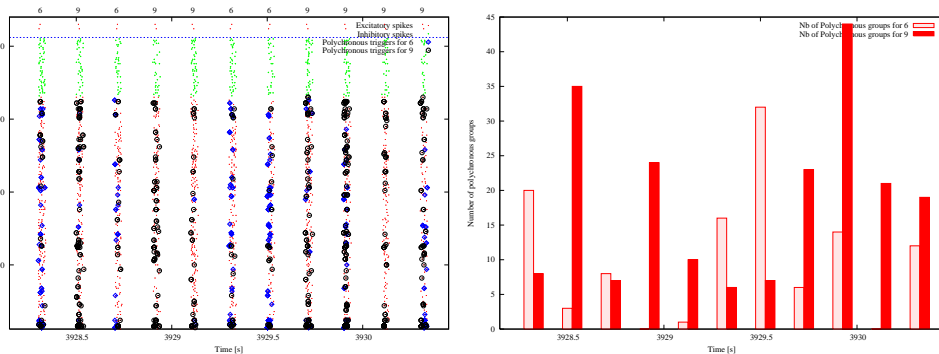 6 9 6 9 9 6 6 9 9 9 9
Excitatory spikes
Inhibitory spikes
Polychronous triggers for 6
Polychronous triggers for 9
3928.5 3929 3929.5 3930
Time [s]
45
40
35
30
25
20
15
10
5
0
Number of polychronous groups
Nb of Polychronous groups for 6
Nb of Polychronous groups for 9
3928.5 3929 3929.5 3930
Time [s]